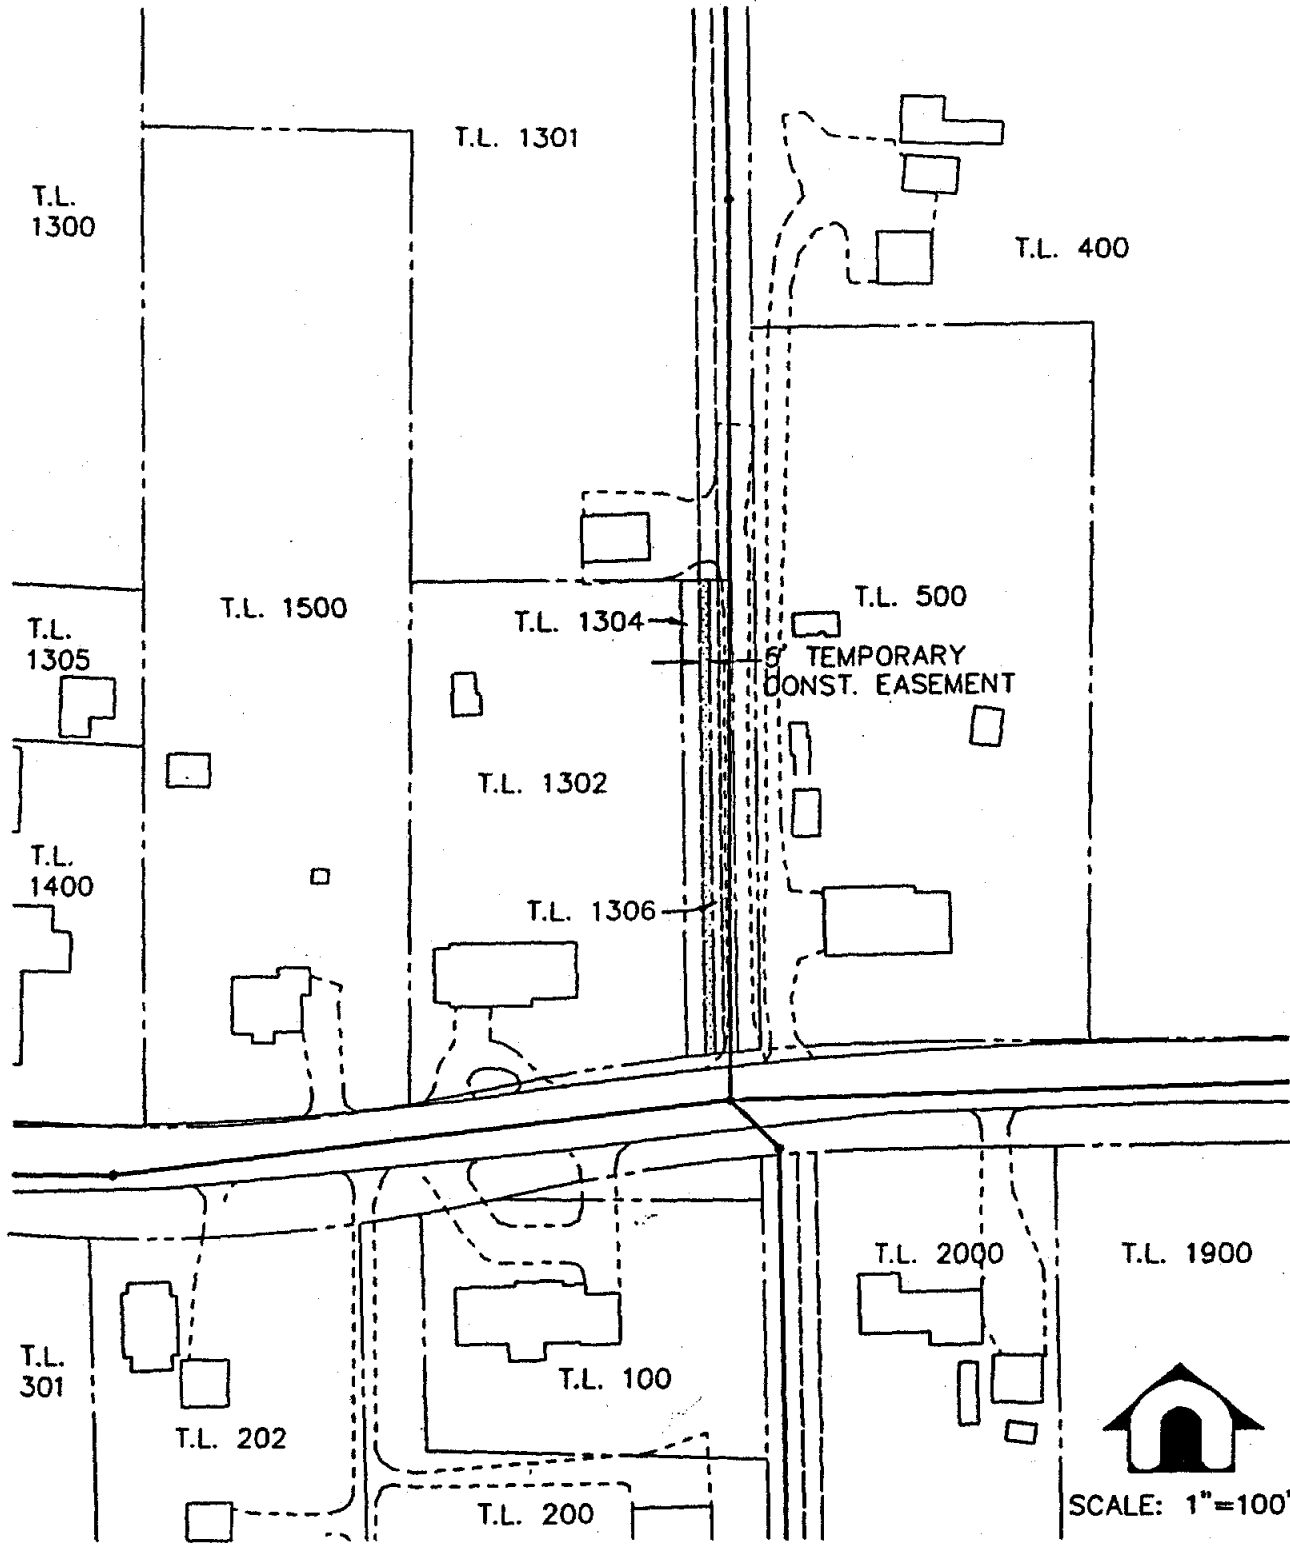 T.L. 1301
T.L.
1300
T.L. 400
T.L. 1500
T.L. 1304
T.L. 500
T.L.
1305
5' TEMPORARY
CONST. EASEMENT
T.L. 1302
T.L.
1400
T.L. 1306
T.L. 2000
T.L. 1900
T.L.
301
T.L. 100
T.L. 202
T.L. 200
SCALE: 1"=100'